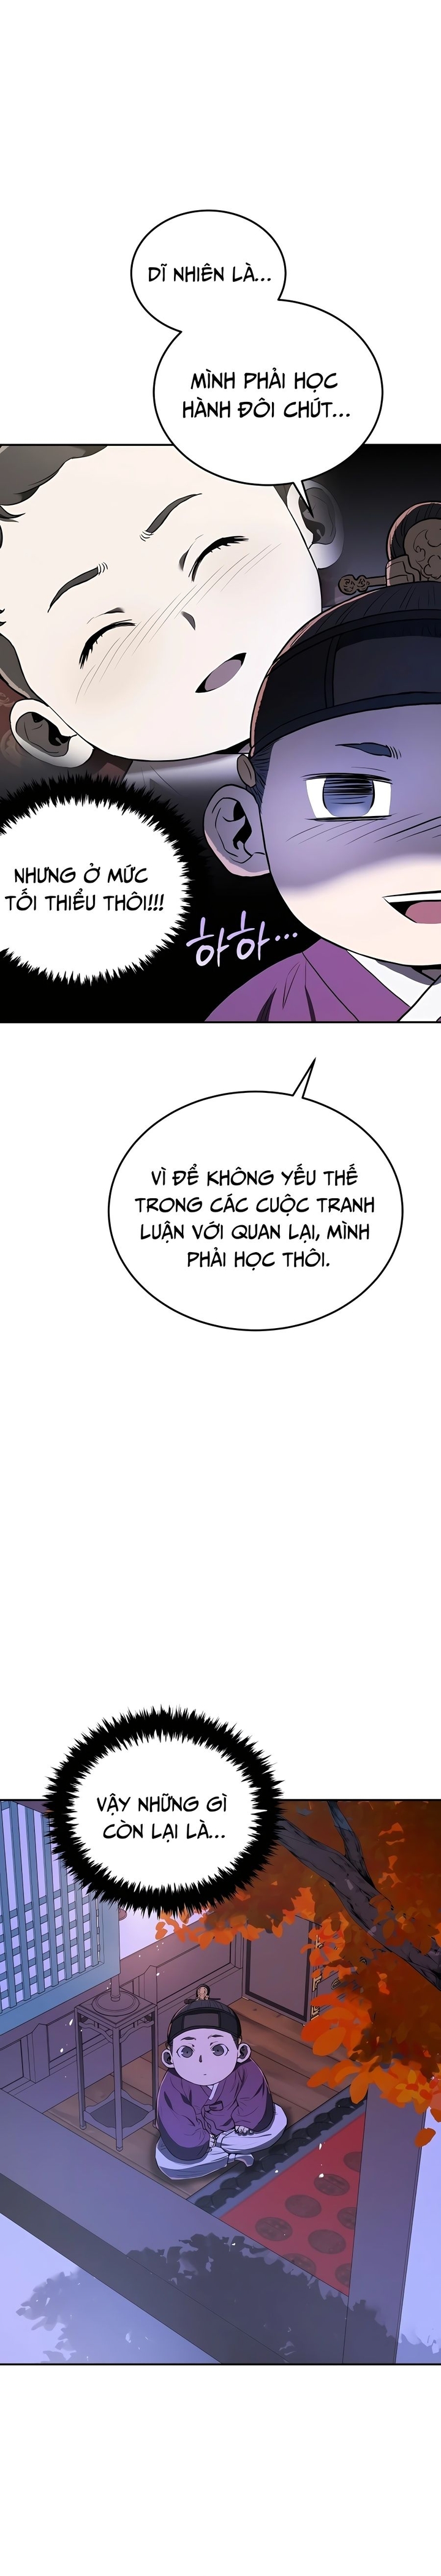 DĨ NHIÊN LÀ...
MÌNH PHẢI HỌC
HÀNH ĐÔI CHÚT...
NHƯNG Ở MỨC
TỐI THIỂU THÔI!!!
하하...
VÌ ĐỂ KHÔNG YẾU THẾ
TRONG CÁC CUỘC TRANH
LUẬN VỚI QUAN LẠI, MÌNH
PHẢI HỌC THÔI.
VẬY NHỮNG GÌ
CÒN LẠI LÀ...